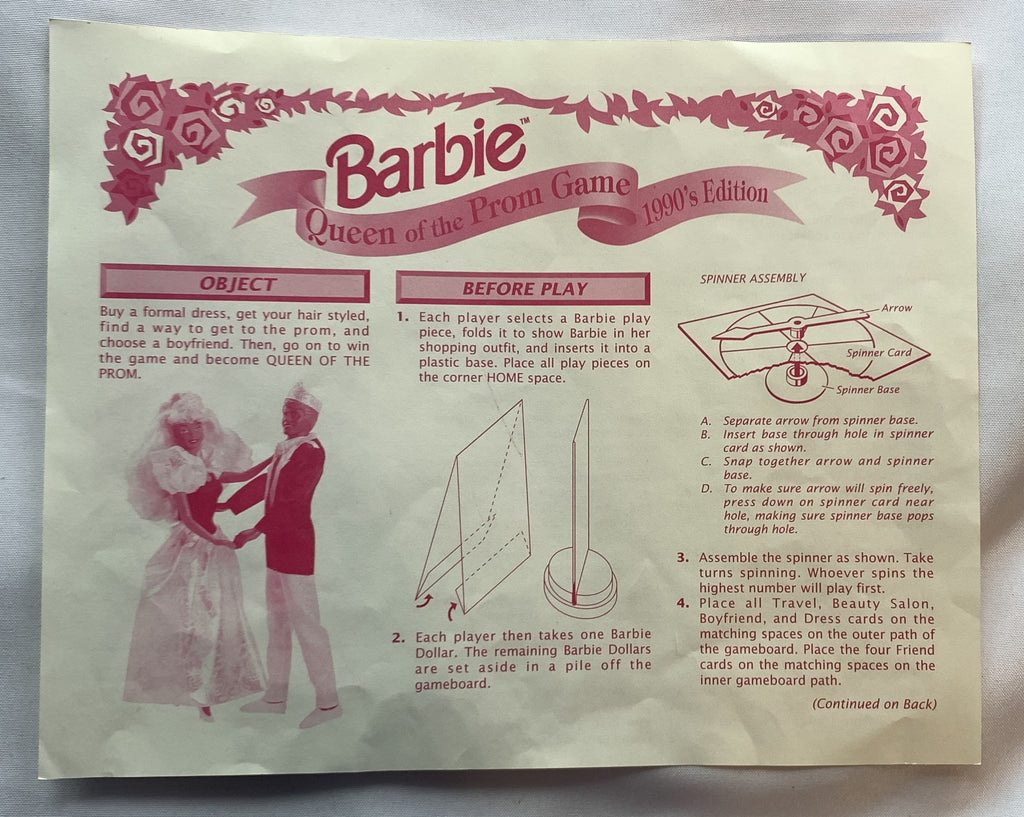 Barbie™
Queen of the Prom Game 1990's Edition
OBJECT
Buy a formal dress, get your hair styled,
find a way to get to the prom, and
choose a boyfriend. Then, go on to win
the game and become QUEEN OF THE
PROM.
BEFORE PLAY
1. Each player selects a Barbie play
piece, folds it to show Barbie in her
shopping outfit, and inserts it into a
plastic base. Place all play pieces on
the corner HOME space.
2. Each player then takes one Barbie
Dollar. The remaining Barbie Dollars
are set aside in a pile off the
gameboard.
SPINNER ASSEMBLY
Arrow
Spinner Card
Spinner Base
A. Separate arrow from spinner base.
B. Insert base through hole in spinner
card as shown.
C. Snap together arrow and spinner
base.
D. To make sure arrow will spin freely,
press down on spinner card near
hole, making sure spinner base pops
through hole.
3. Assemble the spinner as shown. Take
turns spinning. Whoever spins the
highest number will play first.
4. Place all Travel, Beauty Salon,
Boyfriend, and Dress cards on the
matching spaces on the outer path of
the gameboard. Place the four Friend
cards on the matching spaces on the
inner gameboard path.
(Continued on Back)